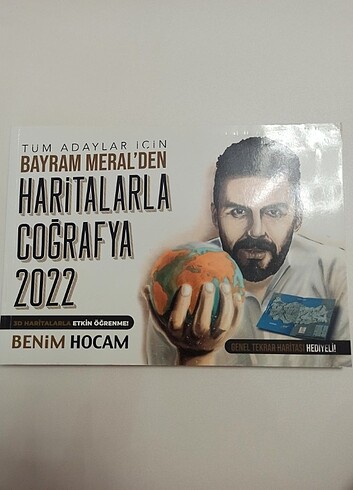 TÜM ADAYLAR İÇİN
BAYRAM MERAL'DEN
HARİTALARLA
COĞRAFYA
2022
3D HARİTALARLA ETKİN ÖĞRENME!
BENİM HOCAM
GENEL TEKRAR HARİTASI HEDİYELİ!